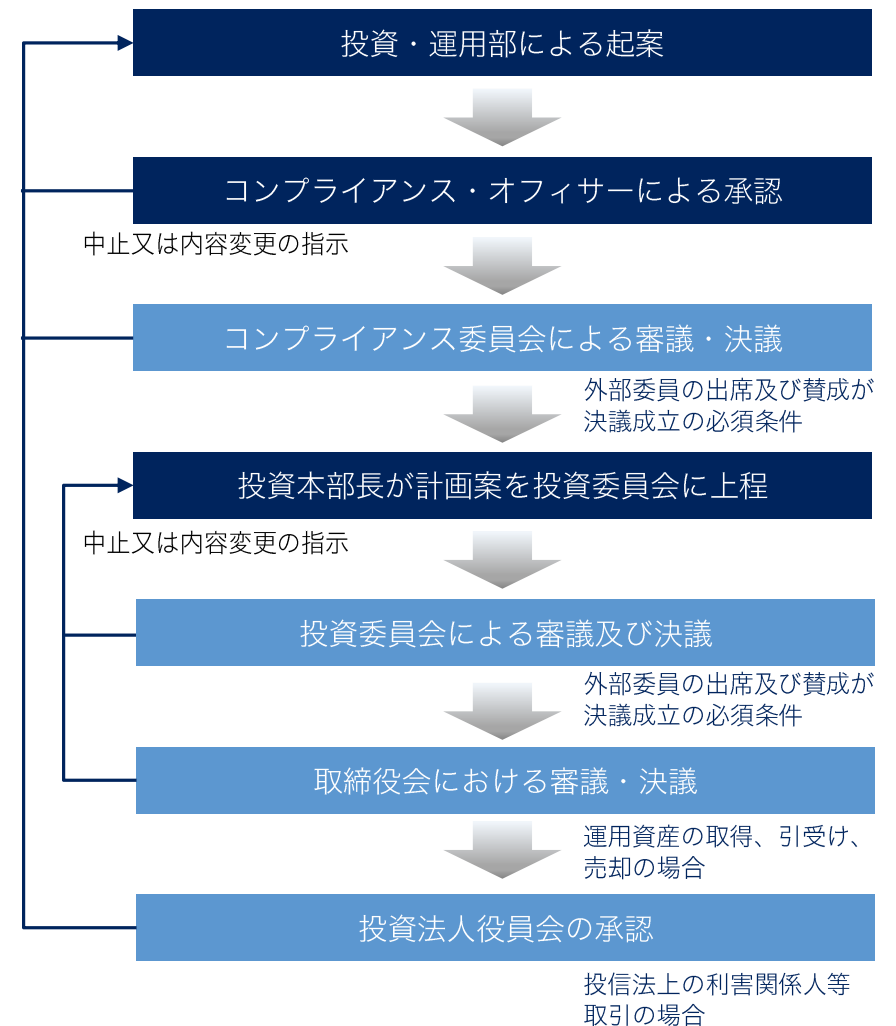 投資・運用部による起案
コンプライアンス・オフィサーによる承認
中止又は内容変更の指示
コンプライアンス委員会による審議・決議
外部委員の出席及び賛成が
決議成立の必須条件
投資本部長が計画案を投資委員会に上程
中止又は内容変更の指示
投資委員会による審議及び決議
外部委員の出席及び賛成が
決議成立の必須条件
取締役会における審議・決議
運用資産の取得、引受け、
売却の場合
投資法人役員会の承認
投信法上の利害関係人等
取引の場合